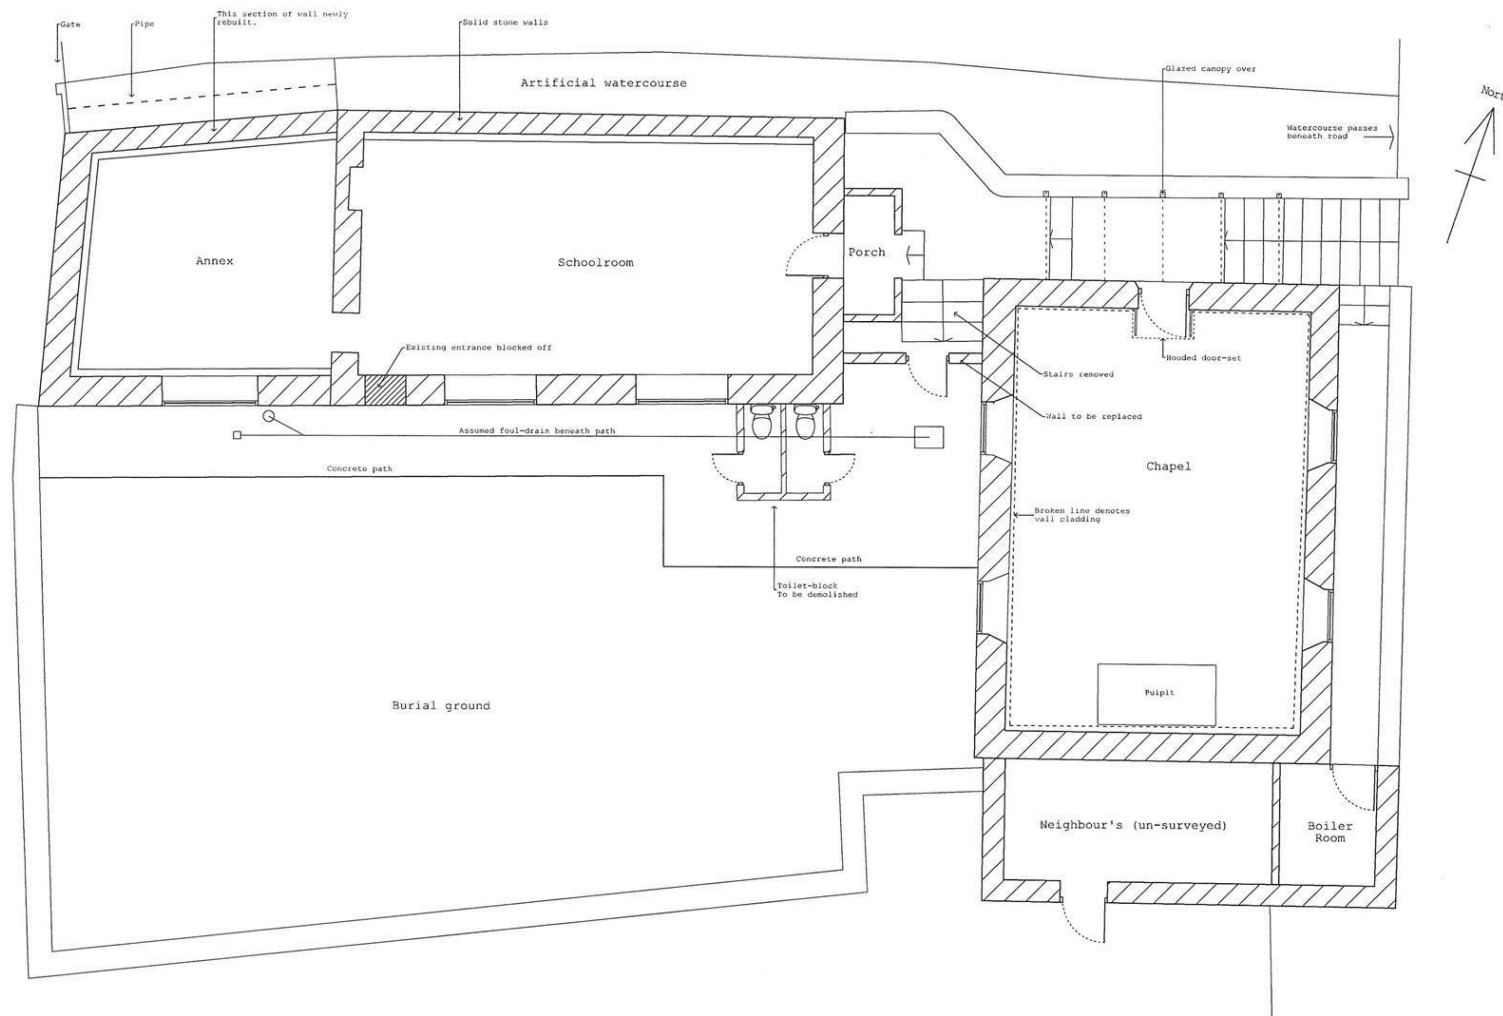 Gate
Pipe
This section of wall newly
rebuilt.
Solid stone walls
Artificial watercourse
Glazed canopy over
North
Watercourse passes
beneath road
Annex
Schoolroom
Porch
Existing entrance blocked off
Hooded door-set
Stairs removed
Wall to be replaced
Assumed foul-drain beneath path
Concrete path
Chapel
Broken line denotes
wall cladding
Concrete path
Toilet-block
To be demolished
Burial ground
Pulpit
Neighbour's (un-surveyed)
Boiler
Room